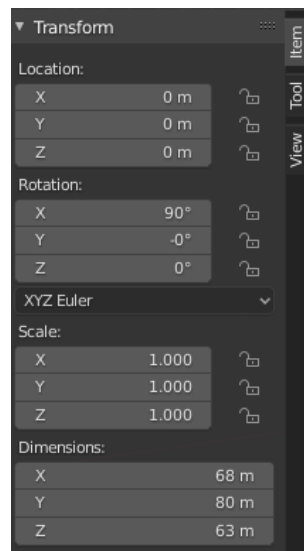 Transform
Item
Tool
View
Location:
X 0 m
Y 0 m
Z 0 m
Rotation:
X 90°
Y -0°
Z 0°
XYZ Euler
Scale:
X 1.000
Y 1.000
Z 1.000
Dimensions:
X 68 m
Y 80 m
Z 63 m